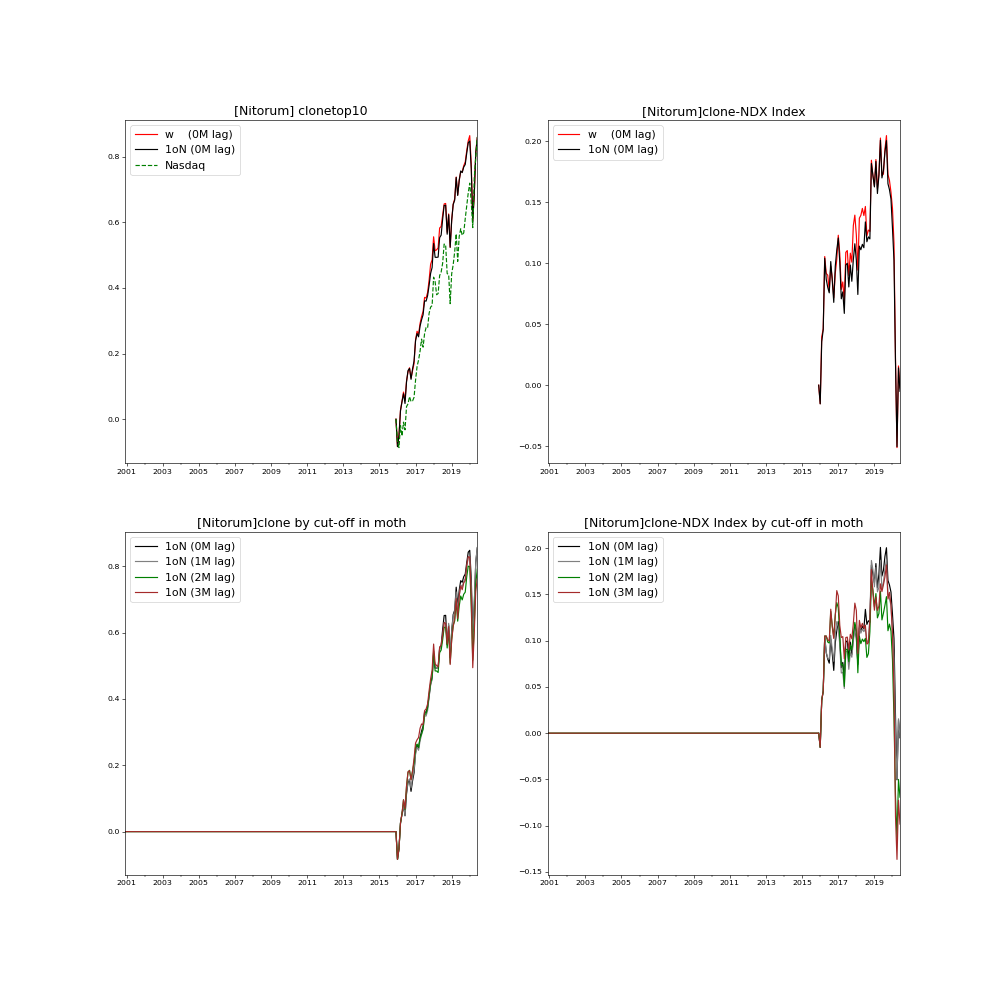 [Nitorum] clonetop10
w    (0M lag)
1oN (0M lag)
Nasdaq
0.8
0.6
0.4
0.2
0.0
2001 2003 2005 2007 2009 2011 2013 2015 2017 2019
[Nitorum]clone-NDX Index
w    (0M lag)
1oN (0M lag)
0.20
0.15
0.10
0.05
0.00
−0.05
2001 2003 2005 2007 2009 2011 2013 2015 2017 2019
[Nitorum]clone by cut-off in moth
1oN (0M lag)
1oN (1M lag)
1oN (2M lag)
1oN (3M lag)
0.8
0.6
0.4
0.2
0.0
2001 2003 2005 2007 2009 2011 2013 2015 2017 2019
[Nitorum]clone-NDX Index by cut-off in moth
1oN (0M lag)
1oN (1M lag)
1oN (2M lag)
1oN (3M lag)
0.20
0.15
0.10
0.05
0.00
−0.05
−0.10
−0.15
2001 2003 2005 2007 2009 2011 2013 2015 2017 2019